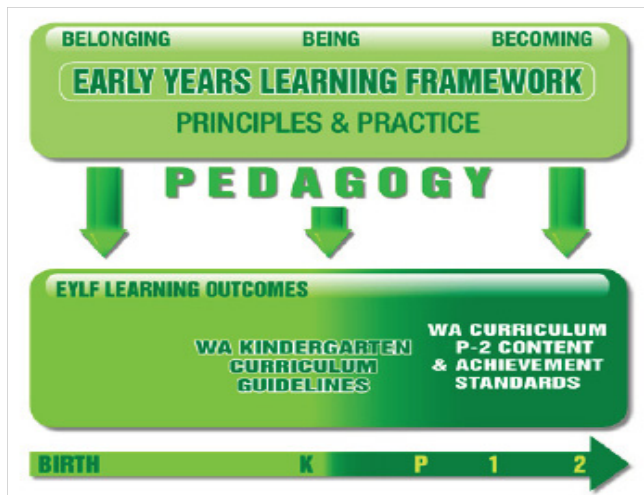 BELONGING BEING BECOMING
EARLY YEARS LEARNING FRAMEWORK
PRINCIPLES & PRACTICE
PEDAGOGY
EYLF LEARNING OUTCOMES
WA KINDERGARTEN
CURRICULUM
GUIDELINES
WA CURRICULUM
P-2 CONTENT
& ACHIEVEMENT
STANDARDS
BIRTH K P 1 2